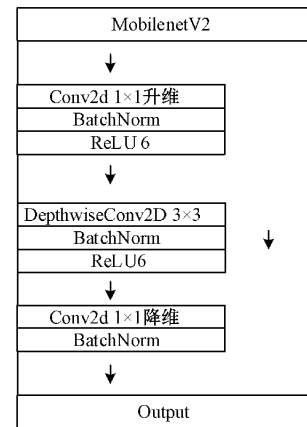 MobilenetV2
Conv2d 1×1升维
BatchNorm
ReLU 6
DepthwiseConv2D 3×3
BatchNorm
ReLU6
Conv2d 1×1降维
BatchNorm
Output